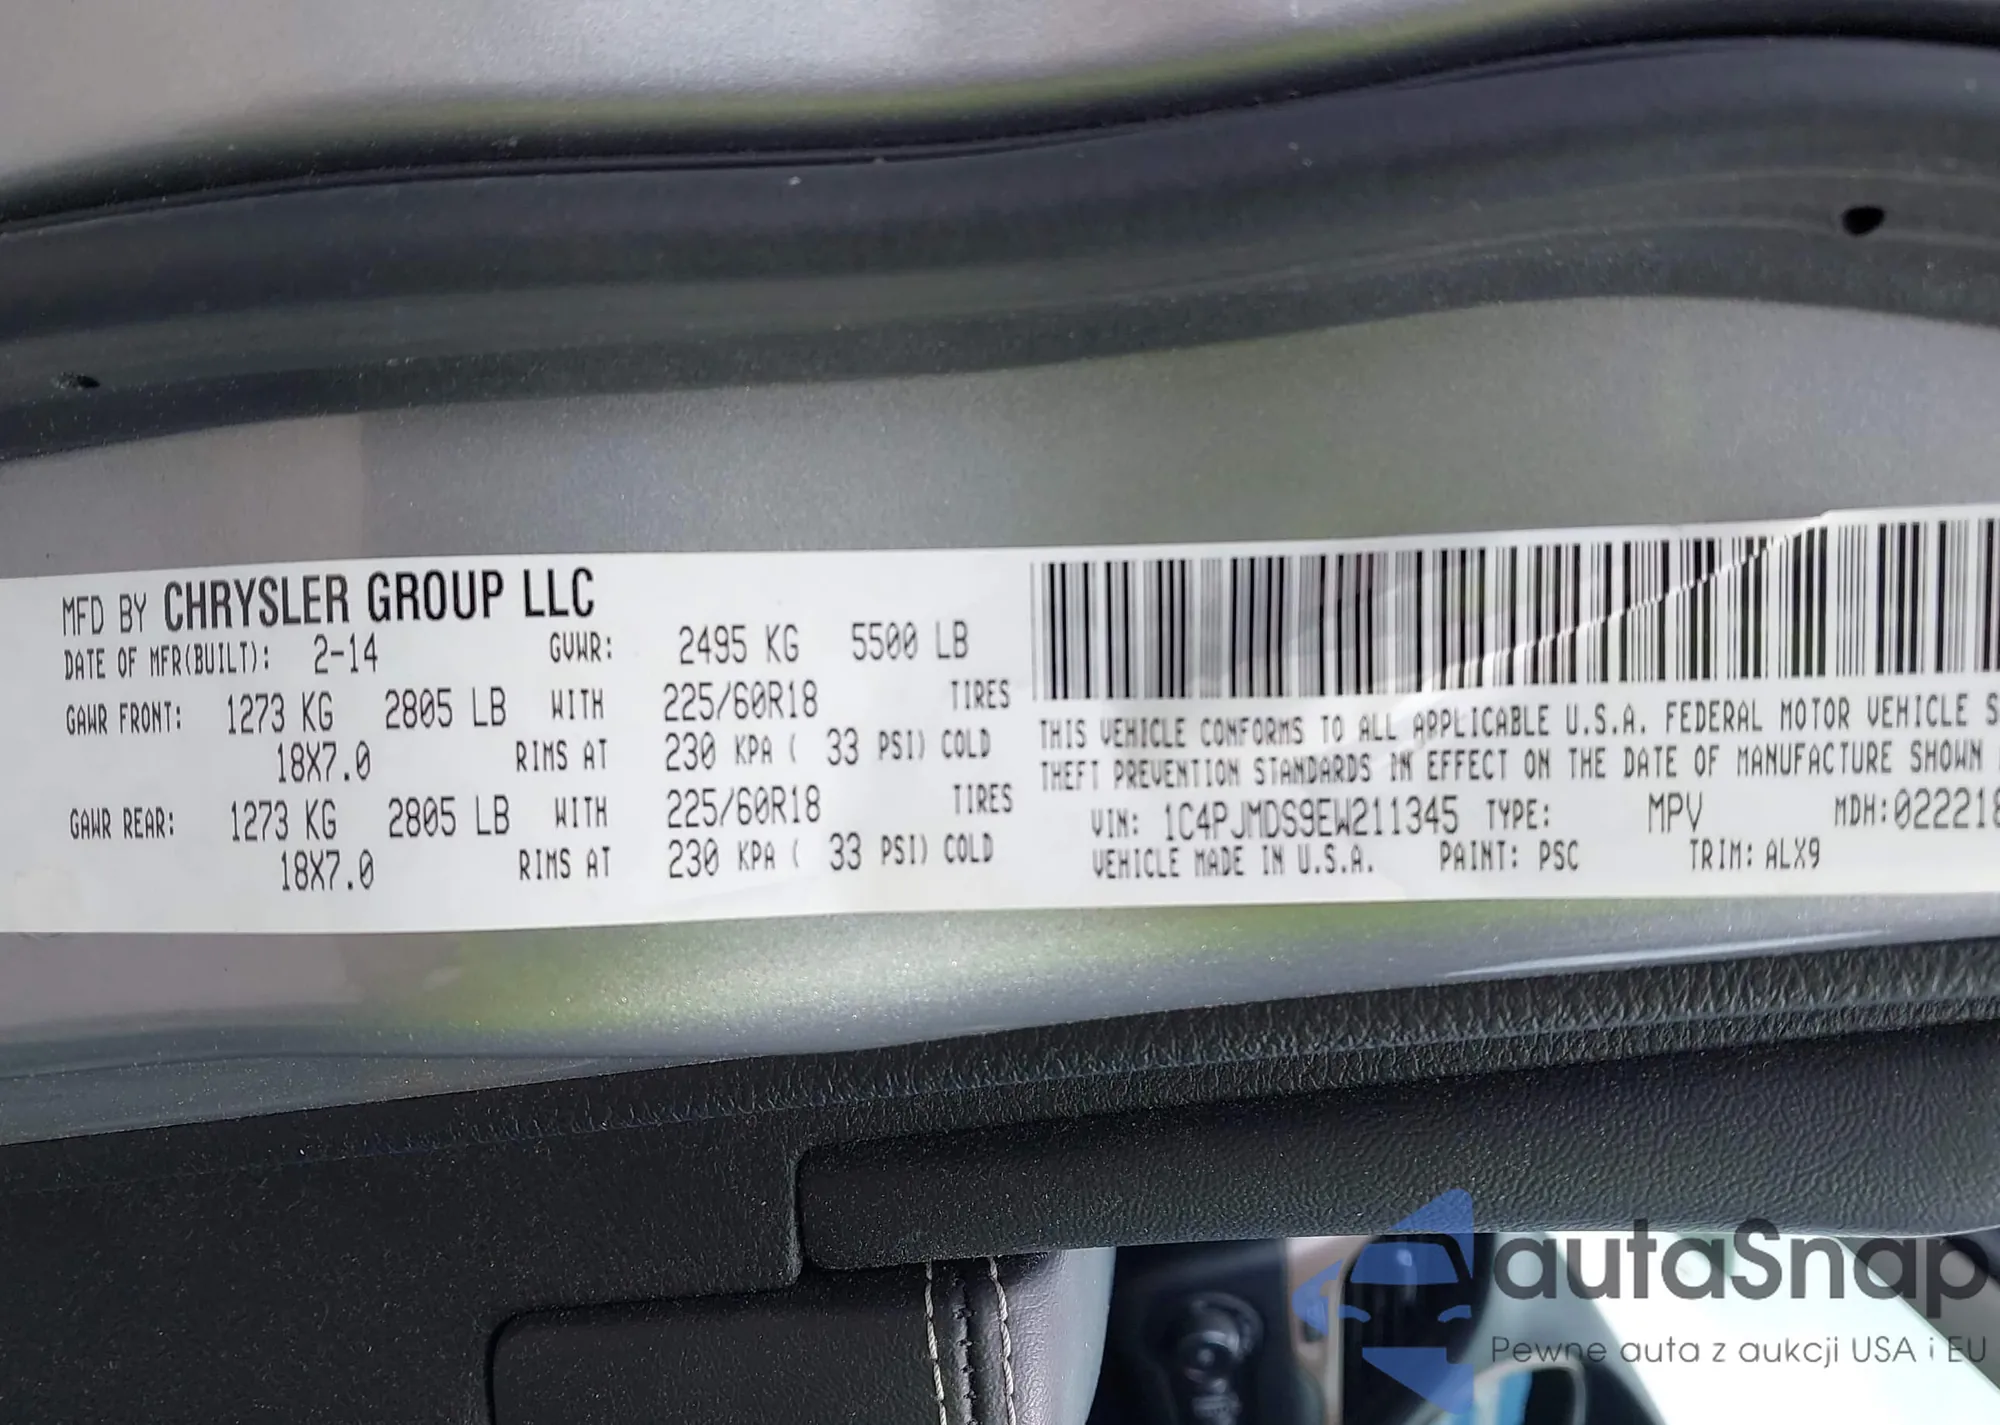 MFD BY CHRYSLER GROUP LLC
DATE OF MFR(BUILT): 2-14 GVWR: 2495 KG 5500 LB
GAWR FRONT: 1273 KG 2805 LB WITH 225/60R18 TIRES
18X7.0 RIMS AT 230 KPA ( 33 PSI) COLD
GAWR REAR: 1273 KG 2805 LB WITH 225/60R18 TIRES
18X7.0 RIMS AT 230 KPA ( 33 PSI) COLD
THIS VEHICLE CONFORMS TO ALL APPLICABLE U.S.A. FEDERAL MOTOR VEHICLE S
THEFT PREVENTION STANDARDS IN EFFECT ON THE DATE OF MANUFACTURE SHOWN
VIN: 1C4PJMDS9EW211345 TYPE: MPV MDH:022218
VEHICLE MADE IN U.S.A. PAINT: PSC TRIM: ALX9
autaSnap
Pewne auta z aukcji USA i EU